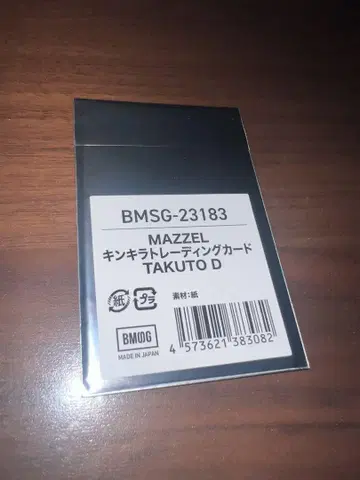 BMSG-23183
MAZZEL
キンキラトレーディングカード
TAKUTO D
紙 プラ 素材:紙
BMSG
MADE IN JAPAN
4 573621 383082